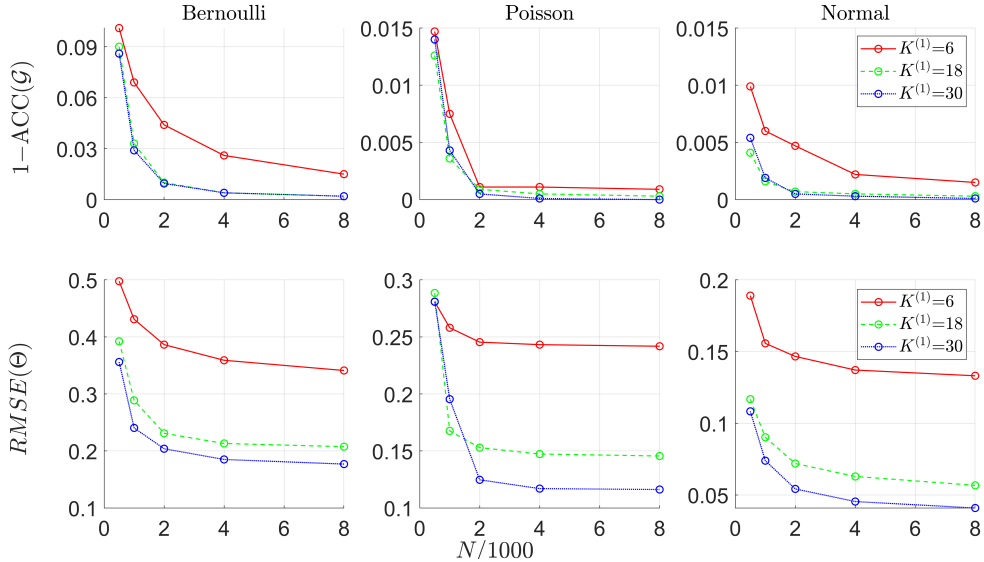 Bernoulli
Poisson
Normal
1−ACC(𝒢)
0.09
0.06
0.03
0
0 2 4 6 8
0.015
0.01
0.005
0
0 2 4 6 8
0.015
0.01
0.005
0
0 2 4 6 8
K^{(1)}=6
K^{(1)}=18
K^{(1)}=30
RMSE(Θ)
0.5
0.4
0.3
0.2
0.1
0 2 4 6 8
0.3
0.25
0.2
0.15
0.1
0 2 4 6 8
0.2
0.15
0.1
0.05
0 2 4 6 8
K^{(1)}=6
K^{(1)}=18
K^{(1)}=30
N/1000